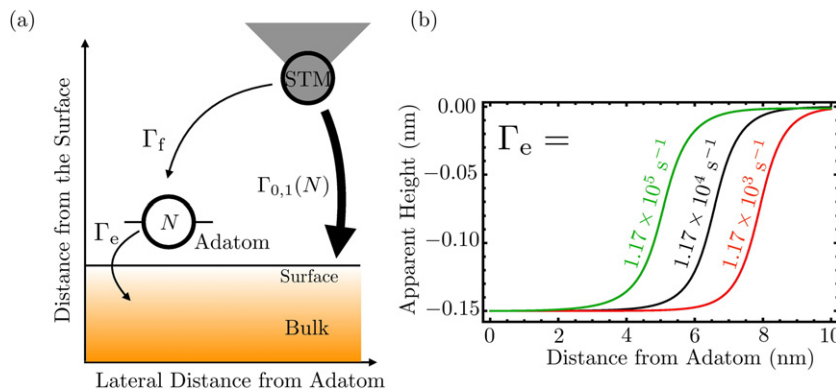 (a)
Distance from the Surface
STM
Γf
Γ0,1(N)
N
Γe
Adatom
Surface
Bulk
Lateral Distance from Adatom
(b)
Γe =
0.00
−0.05
−0.10
−0.15
Apparent Height (nm)
1.17 × 10⁵ s⁻¹
1.17 × 10⁴ s⁻¹
1.17 × 10³ s⁻¹
0 2 4 6 8 10
Distance from Adatom (nm)